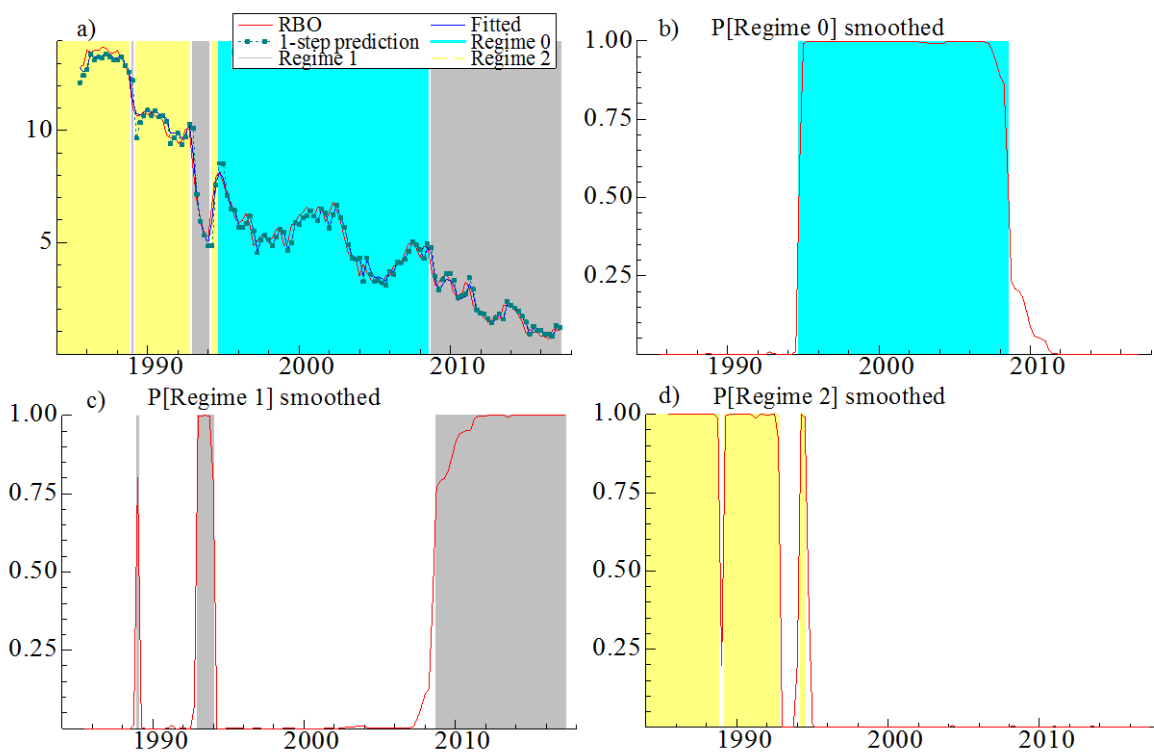 a)
RBO
Fitted
1-step prediction
Regime 0
Regime 1
Regime 2
10
5
1990
2000
2010
b)
P[Regime 0] smoothed
1.00
0.75
0.50
0.25
1990
2000
2010
c)
P[Regime 1] smoothed
1.00
0.75
0.50
0.25
1990
2000
2010
d)
P[Regime 2] smoothed
1.00
0.75
0.50
0.25
1990
2000
2010